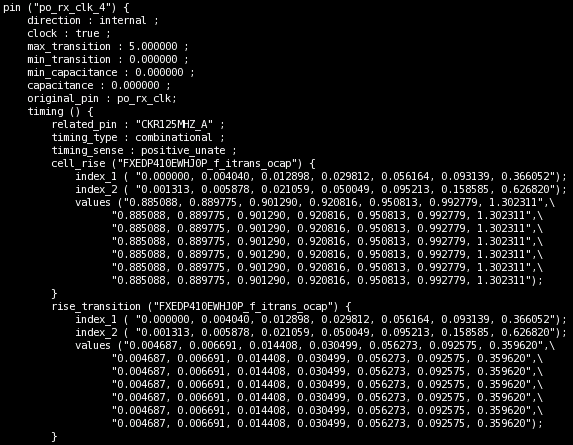 pin ("po_rx_clk_4") {
direction : internal ;
clock : true ;
max_transition : 5.000000 ;
min_transition : 0.000000 ;
min_capacitance : 0.000000 ;
capacitance : 0.000000 ;
original_pin : po_rx_clk;
timing () {
related_pin : "CKR125MHZ_A" ;
timing_type : combinational ;
timing_sense : positive_unate ;
cell_rise ("FXEDP410EWHJ0P_f_itrans_ocap") {
index_1 ( "0.000000, 0.004040, 0.012898, 0.029812, 0.056164, 0.093139, 0.366052");
index_2 ( "0.001313, 0.005878, 0.021059, 0.050049, 0.095213, 0.158585, 0.626820");
values ("0.885088, 0.889775, 0.901290, 0.920816, 0.950813, 0.992779, 1.302311",\
"0.885088, 0.889775, 0.901290, 0.920816, 0.950813, 0.992779, 1.302311",\
"0.885088, 0.889775, 0.901290, 0.920816, 0.950813, 0.992779, 1.302311",\
"0.885088, 0.889775, 0.901290, 0.920816, 0.950813, 0.992779, 1.302311",\
"0.885088, 0.889775, 0.901290, 0.920816, 0.950813, 0.992779, 1.302311",\
"0.885088, 0.889775, 0.901290, 0.920816, 0.950813, 0.992779, 1.302311",\
"0.885088, 0.889775, 0.901290, 0.920816, 0.950813, 0.992779, 1.302311");
}
rise_transition ("FXEDP410EWHJ0P_f_itrans_ocap") {
index_1 ( "0.000000, 0.004040, 0.012898, 0.029812, 0.056164, 0.093139, 0.366052");
index_2 ( "0.001313, 0.005878, 0.021059, 0.050049, 0.095213, 0.158585, 0.626820");
values ("0.004687, 0.006691, 0.014408, 0.030499, 0.056273, 0.092575, 0.359620",\
"0.004687, 0.006691, 0.014408, 0.030499, 0.056273, 0.092575, 0.359620",\
"0.004687, 0.006691, 0.014408, 0.030499, 0.056273, 0.092575, 0.359620",\
"0.004687, 0.006691, 0.014408, 0.030499, 0.056273, 0.092575, 0.359620",\
"0.004687, 0.006691, 0.014408, 0.030499, 0.056273, 0.092575, 0.359620",\
"0.004687, 0.006691, 0.014408, 0.030499, 0.056273, 0.092575, 0.359620",\
"0.004687, 0.006691, 0.014408, 0.030499, 0.056273, 0.092575, 0.359620");
}